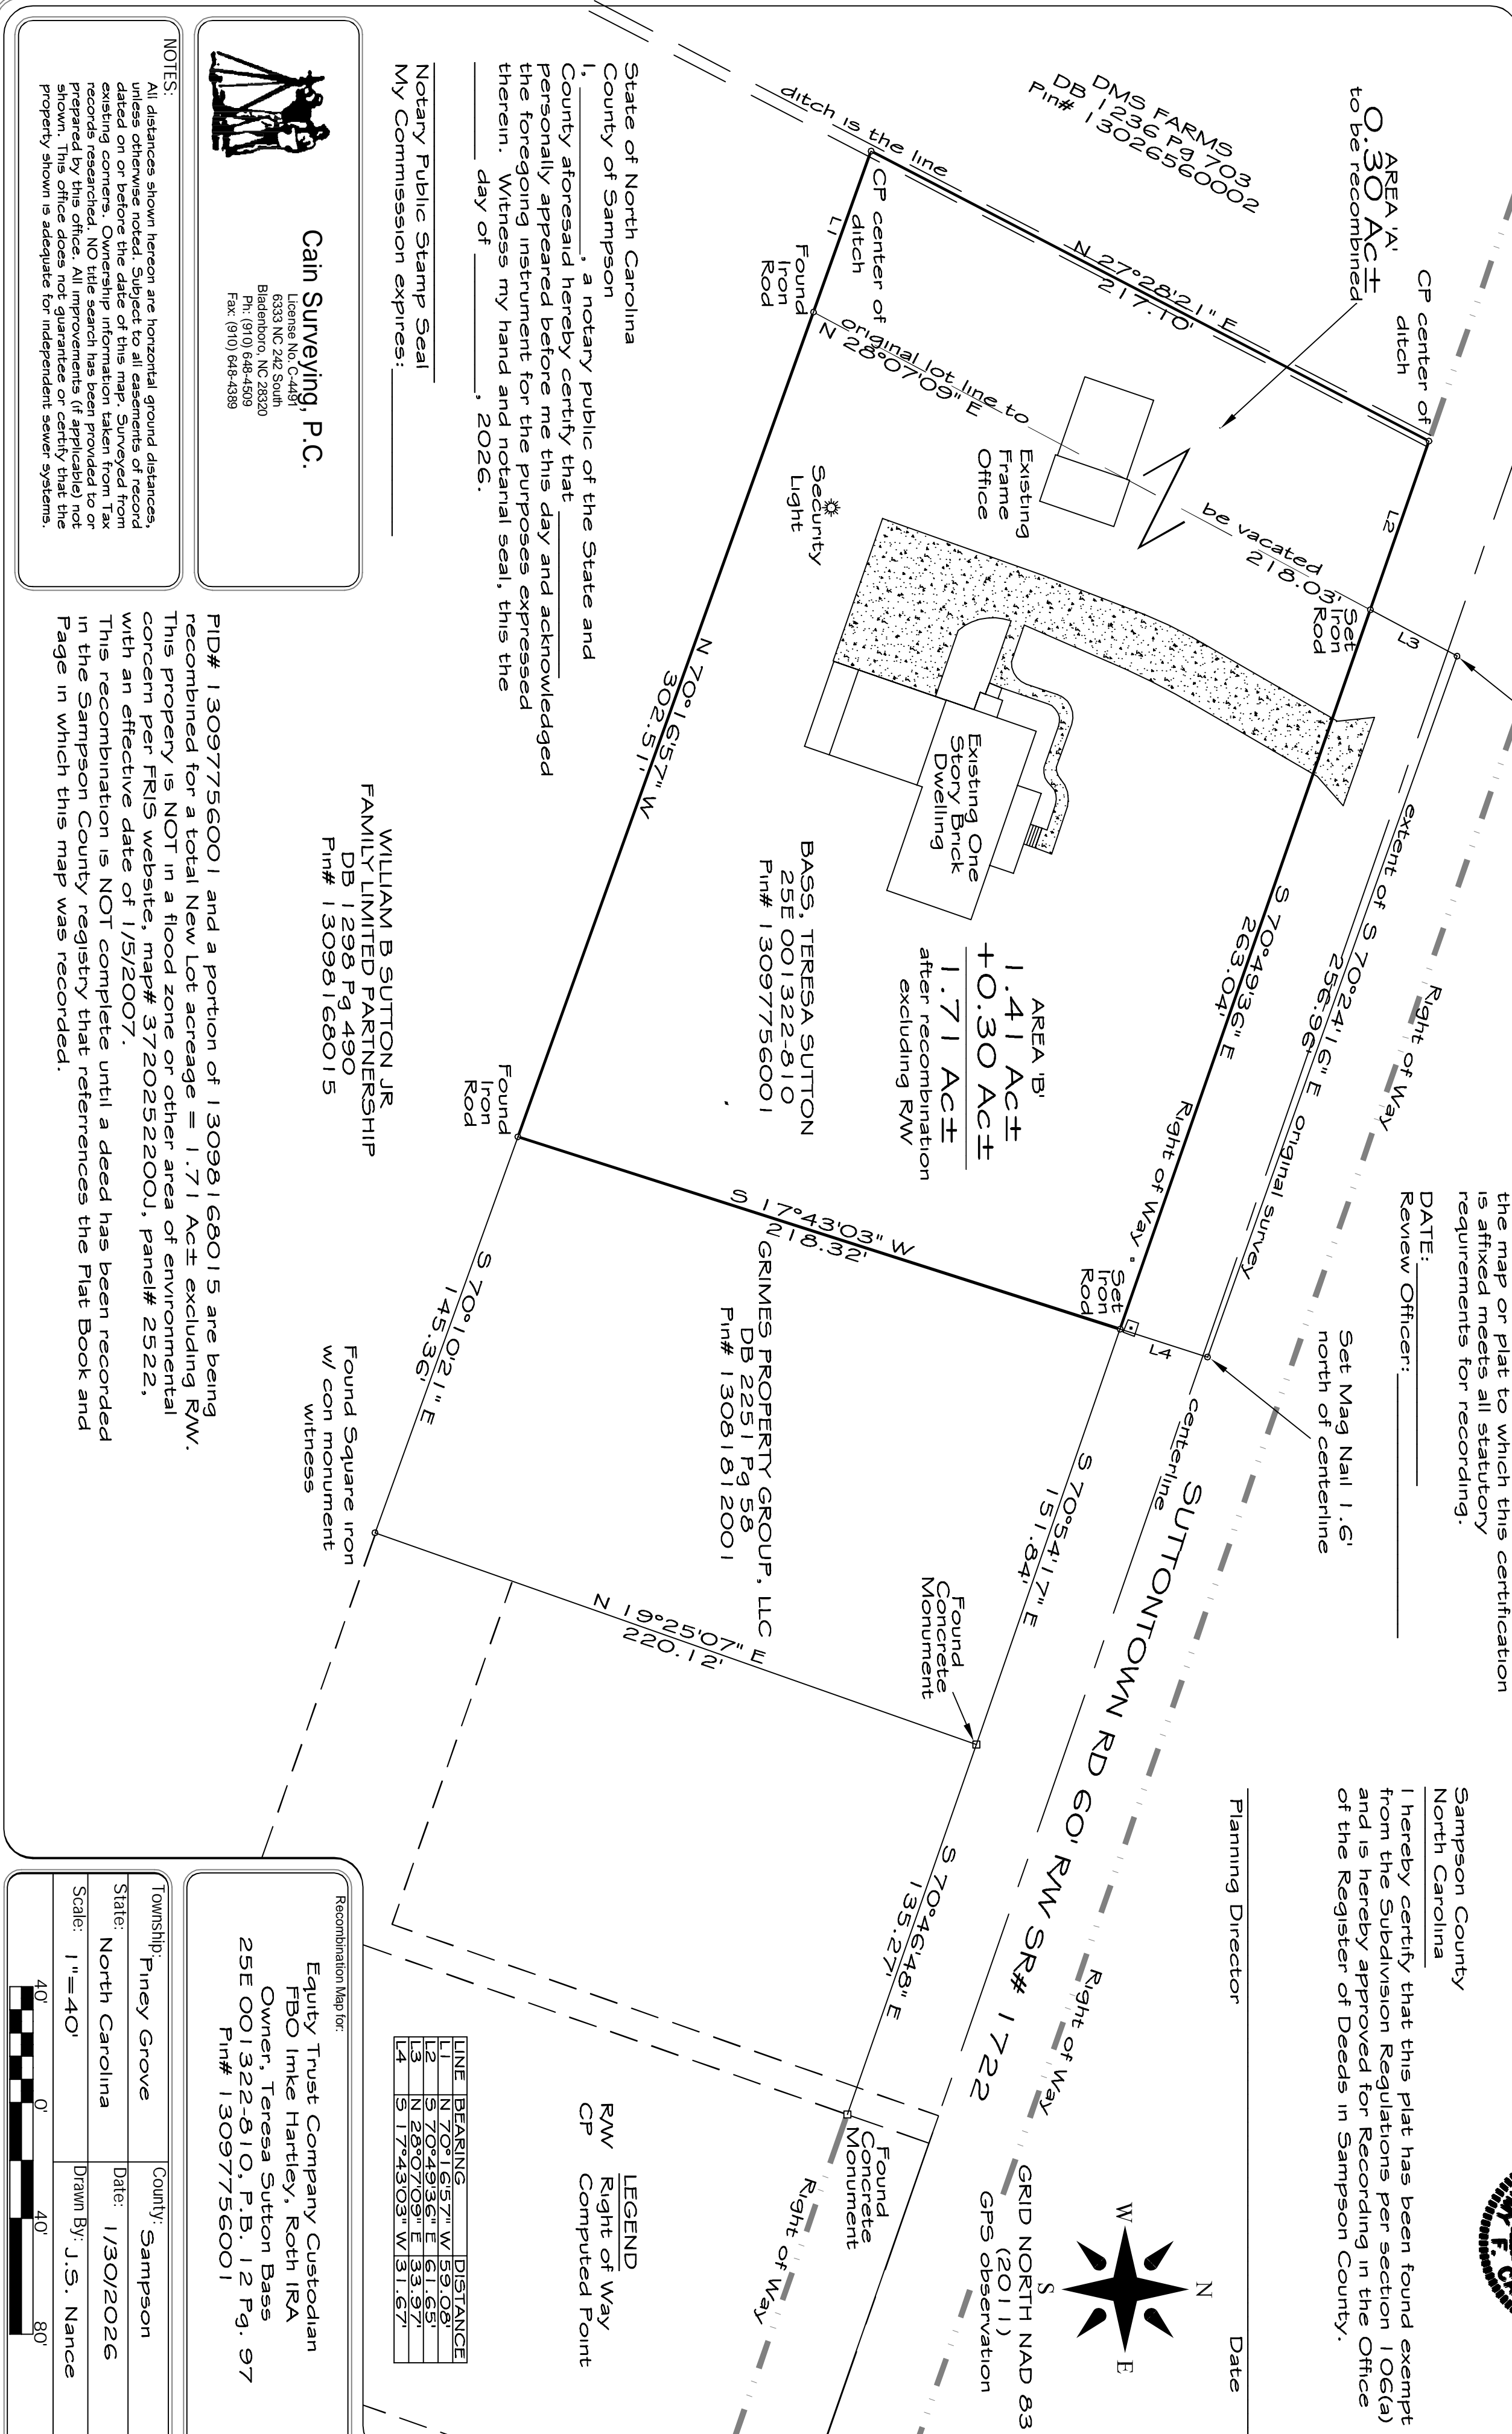 the map or plat to which this certification
is affixed meets all statutory
requirements for recording.
DATE:
Review Officer:
Sampson County
North Carolina
I hereby certify that this plat has been found exempt
from the Subdivision Regulations per section 106(a)
and is hereby approved for Recording in the Office
of the Register of Deeds in Sampson County.
Planning Director
Date
Y F. C
AREA 'A'
0.30 Ac±
to be recombined
CP center of
ditch
DMS FARMS
DB 1236 Pg 703
Pin# 1302656002
ditch is the line
N 27°28'21" E
217.10'
CP center of
ditch
L1
Found
Iron
Rod
original lot line to
N 28°07'09" E
be vacated
218.03'
L2
Set
Iron
Rod
L3
Existing
Frame
Office
Security
Light
Existing One
Story Brick
Dwelling
extent of S 70°24'16" E original survey
256.96'
Right of Way
S 70°49'36" E
263.04'
Right of Way
AREA 'B'
1.41 Ac±
+0.30 Ac±
1.71 Ac±
after recombination
excluding R/W
BASS, TERESA SUTTON
25E 001322-810
Pin# 13097756001
N 70°16'57" W
302.51'
Found
Iron
Rod
S 17°43'03" W
218.32'
Set
Iron
Rod
L4
Set Mag Nail 1.6'
north of centerline
centerline
SUTTONTOWN RD 60' R/W SR# 1722
Right of Way
GRIMES PROPERTY GROUP, LLC
DB 2251 Pg 58
Pin# 13081812001
S 70°54'17" E
151.84'
S 70°10'21" E
145.36'
N 19°25'07" E
220.12'
Found
Concrete
Monument
Found Square iron
w/ con monument
witness
S 70°46'48" E
135.27'
Found
Concrete
Monument
Right of Way
WILLIAM B SUTTON JR
FAMILY LIMITED PARTNERSHIP
DB 1298 Pg 490
Pin# 13098168015
GRID NORTH NAD 83
(2011)
GPS observation
N
W
E
S
LEGEND
R/W Right of Way
CP Computed Point
LINE BEARING DISTANCE
L1 N 70°16'57" W 59.08'
L2 S 70°49'36" E 61.65'
L3 N 28°07'09" E 33.97'
L4 S 17°43'03" W 31.67'
State of North Carolina
County of Sampson
I, , a notary public of the State and
County aforesaid hereby certify that
personally appeared before me this day and acknowledged
the foregoing instrument for the purposes expressed
therein. Witness my hand and notarial seal, this the
day of , 2026.
Notary Public Stamp Seal
My Commission expires:
Cain Surveying, P.C.
License No. C-4491
6333 NC 242 South
Bladenboro, NC 28320
Ph: (910) 648-4509
Fax: (910) 648-4389
NOTES:
All distances shown hereon are horizontal ground distances,
unless otherwise noted. Subject to all easements of record
dated on or before the date of this map. Surveyed from
existing corners. Ownership information taken from Tax
records researched. NO title search has been provided to or
prepared by this office. All improvements (if applicable) not
shown. This office does not guarantee or certify that the
property shown is adequate for independent sewer systems.
PID# 13097756001 and a portion of 13098168015 are being
recombined for a total New Lot acreage = 1.71 Ac± excluding R/W.
This propery is NOT in a flood zone or other area of environmental
concern per FRIS website, map# 3720252200J, panel# 2522,
with an effective date of 1/5/2007.
This recombination is NOT complete until a deed has been recorded
in the Sampson County registry that references the Plat Book and
Page in which this map was recorded.
Recombination Map for:
Equity Trust Company Custodian
FBO Imke Hartley, Roth IRA
Owner, Teresa Sutton Bass
25E 001322-810, P.B. 12 Pg. 97
Pin# 13097756001
Township: Piney Grove
County: Sampson
State: North Carolina
Date: 1/30/2026
Scale: 1"=40'
Drawn By: J.S. Nance
40' 0' 40' 80'